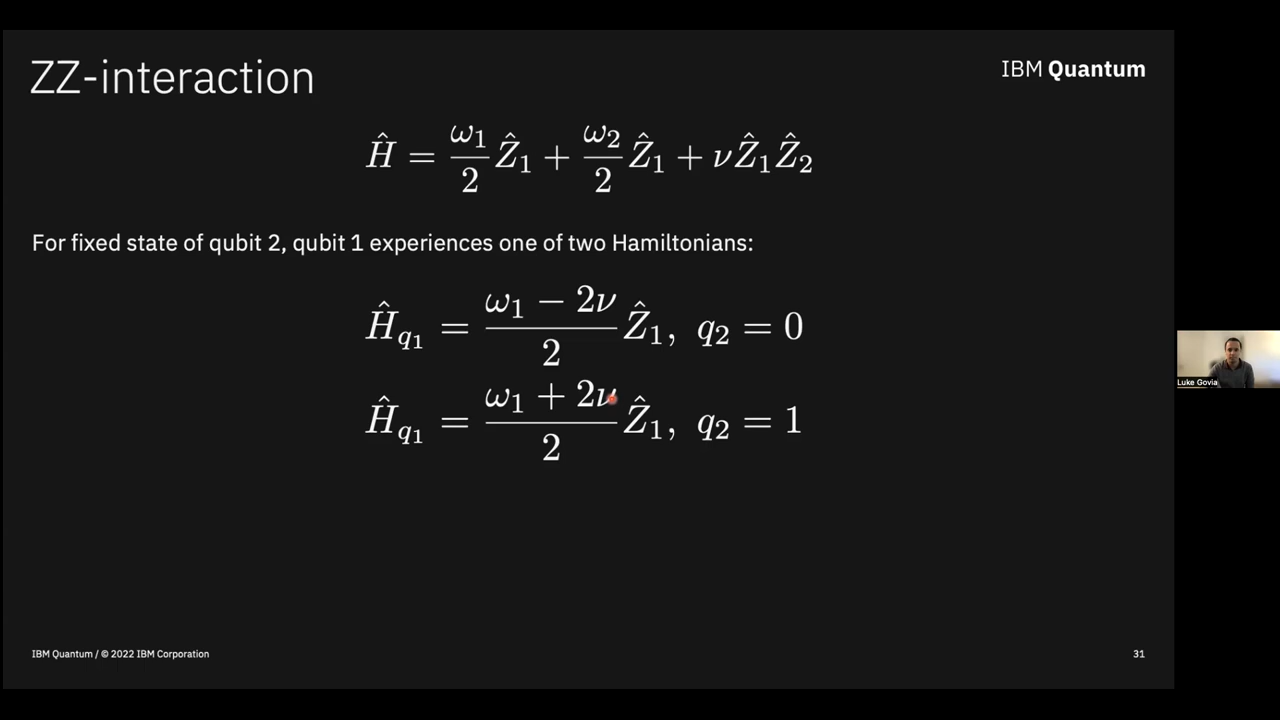 ZZ-interaction
IBM Quantum
Ĥ = ω₁/2 Ẑ₁ + ω₂/2 Ẑ₁ + νẐ₁Ẑ₂
For fixed state of qubit 2, qubit 1 experiences one of two Hamiltonians:
Ĥ_q₁ = (ω₁ − 2ν)/2 Ẑ₁, q₂ = 0
Ĥ_q₁ = (ω₁ + 2ν)/2 Ẑ₁, q₂ = 1
Luke Govia
IBM Quantum / © 2022 IBM Corporation
31